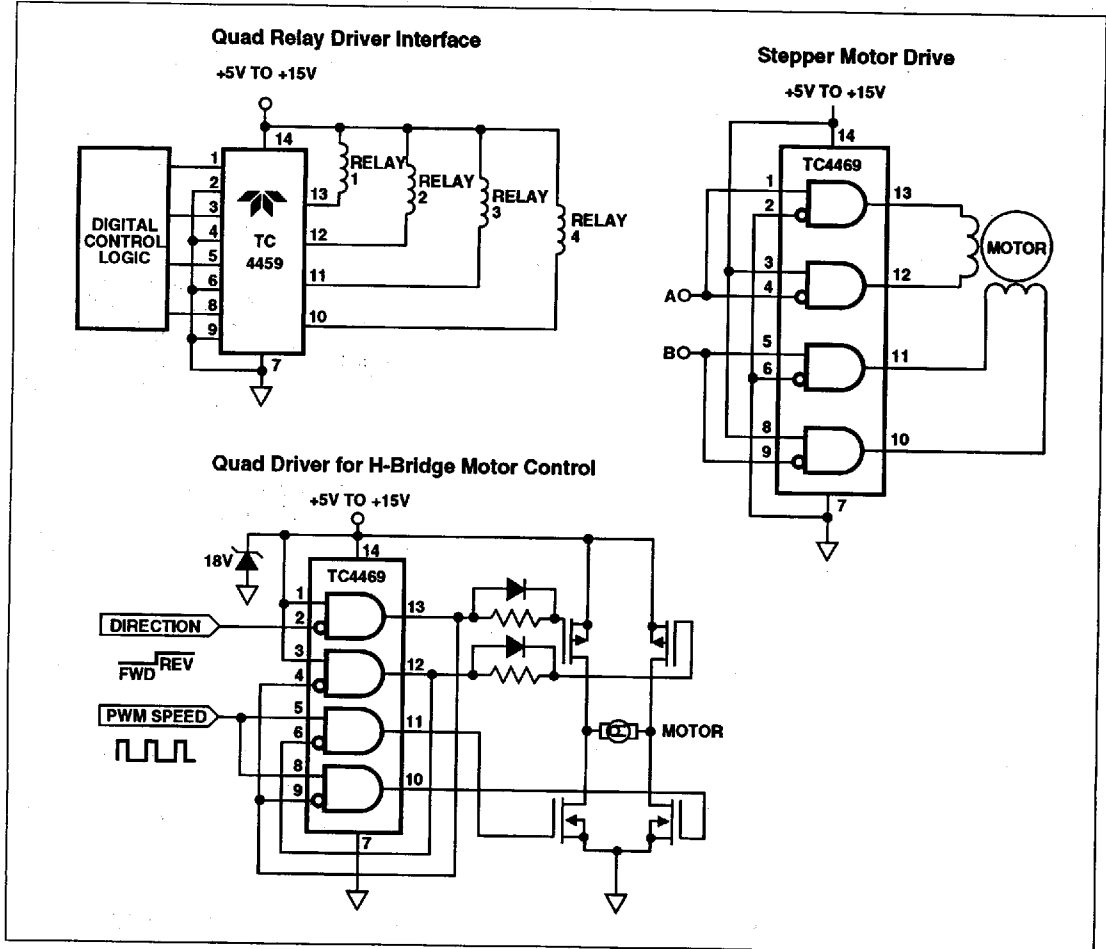 Quad Relay Driver Interface
+5V TO +15V
14
DIGITAL
CONTROL
LOGIC
1
2
3
4
5
6
8
9
TC
4459
13
12
11
10
7
RELAY
1
RELAY
2
RELAY
3
RELAY
4
Stepper Motor Drive
+5V TO +15V
14
TC4469
1
2
3
4
5
6
8
9
A
B
13
12
11
10
7
MOTOR
Quad Driver for H-Bridge Motor Control
+5V TO +15V
18V
14
TC4469
DIRECTION
FWD REV
PWM SPEED
1
2
3
4
5
6
8
9
13
12
11
10
7
MOTOR